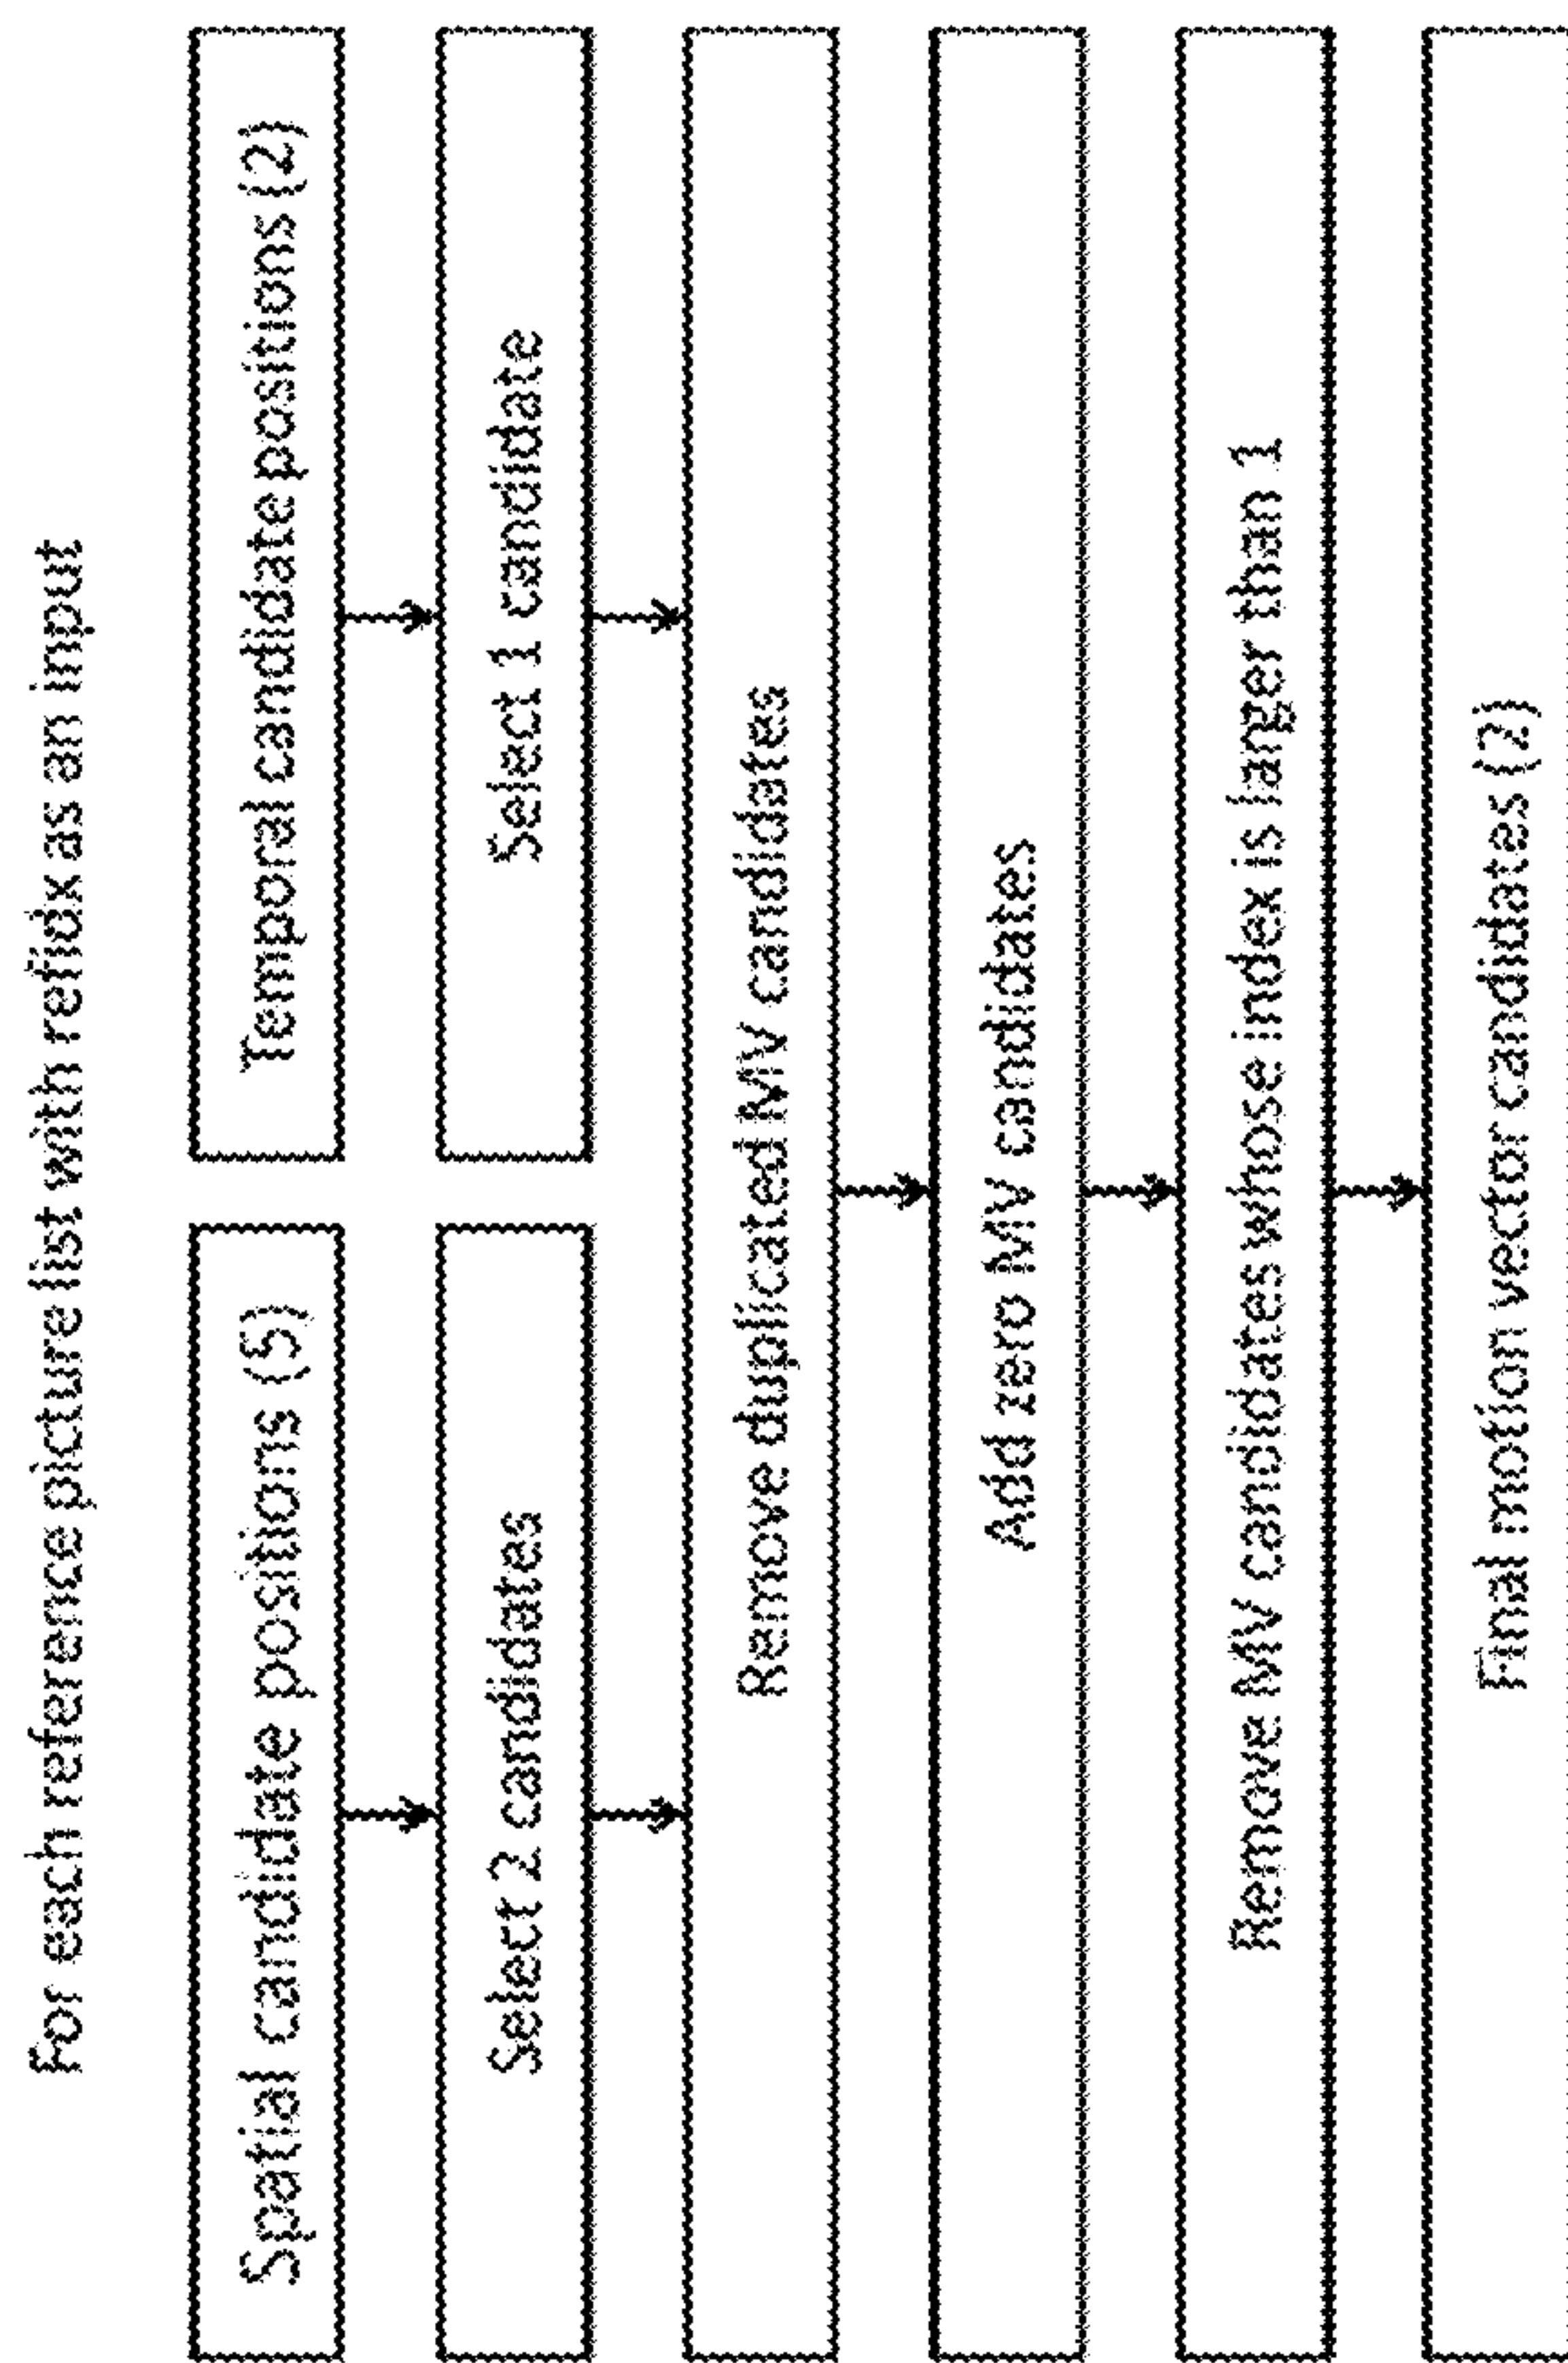 For each reference picture list with refidx as an input
Spatial candidate positions (5)
Temporal candidate positions (2)
Select 2 candidates
Select 1 candidate
Remove duplicated MV candidates
Add zero MV candidates
Remove MV candidates whose index is larger than 1
Final motion vector candidates (2)